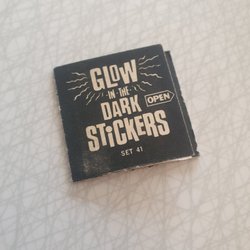 GLOW
IN THE
DARK
OPEN
STiCKERS
SET 41